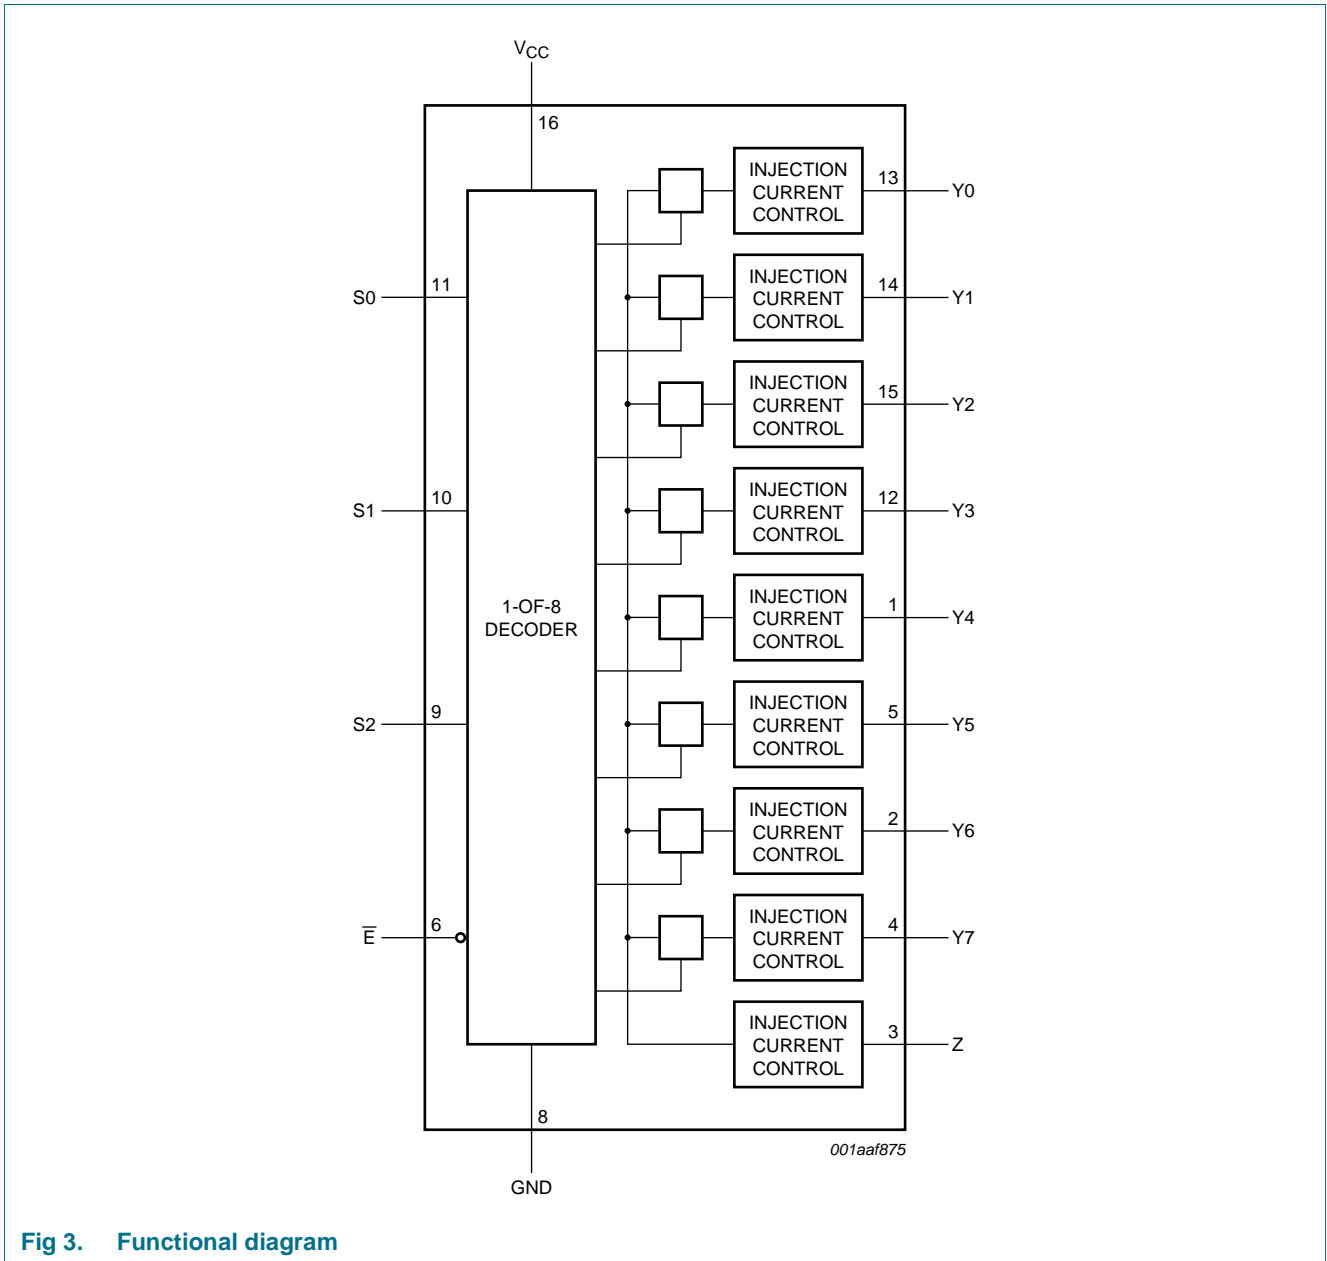 VCC
16
INJECTION
CURRENT
CONTROL
13
Y0
S0
11
INJECTION
CURRENT
CONTROL
14
Y1
INJECTION
CURRENT
CONTROL
15
Y2
S1
10
INJECTION
CURRENT
CONTROL
12
Y3
1-OF-8
DECODER
INJECTION
CURRENT
CONTROL
1
Y4
S2
9
INJECTION
CURRENT
CONTROL
5
Y5
INJECTION
CURRENT
CONTROL
2
Y6
E̅
6
INJECTION
CURRENT
CONTROL
4
Y7
INJECTION
CURRENT
CONTROL
3
Z
8
GND
001aaf875
Fig 3. Functional diagram